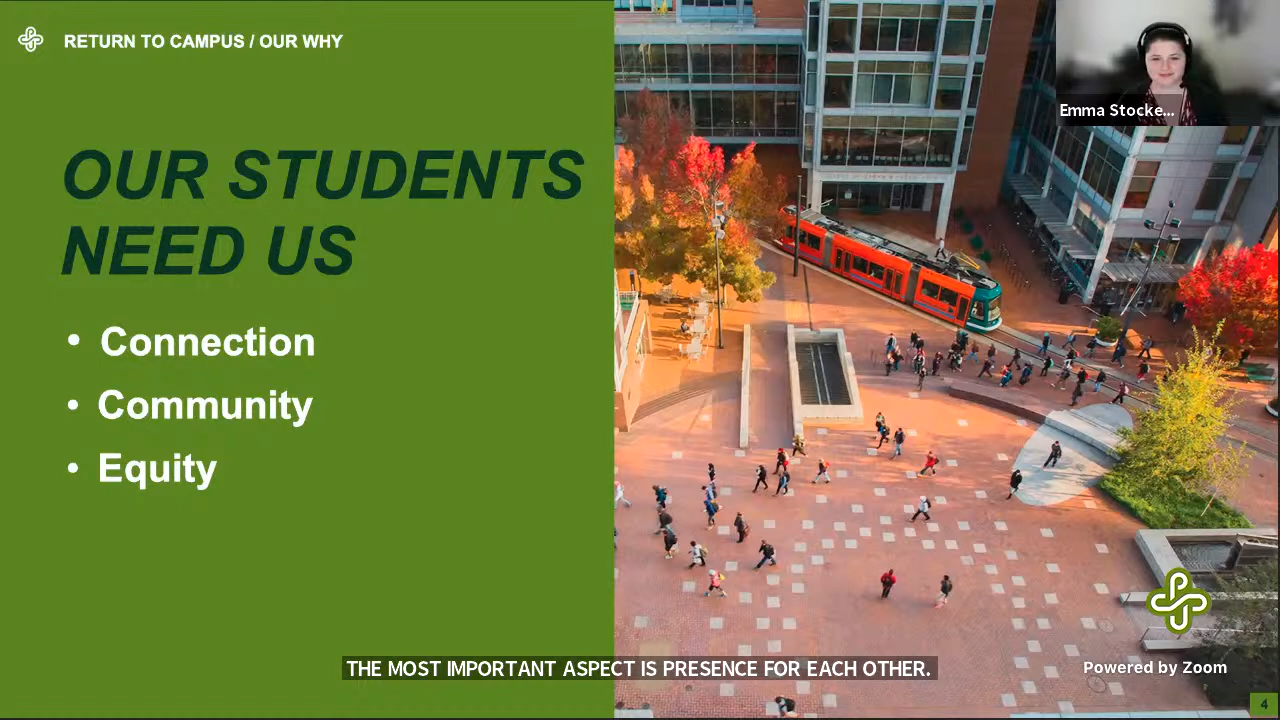 RETURN TO CAMPUS / OUR WHY
Emma Stocke...
OUR STUDENTS
NEED US
• Connection
• Community
• Equity
THE MOST IMPORTANT ASPECT IS PRESENCE FOR EACH OTHER.
Powered by Zoom
4